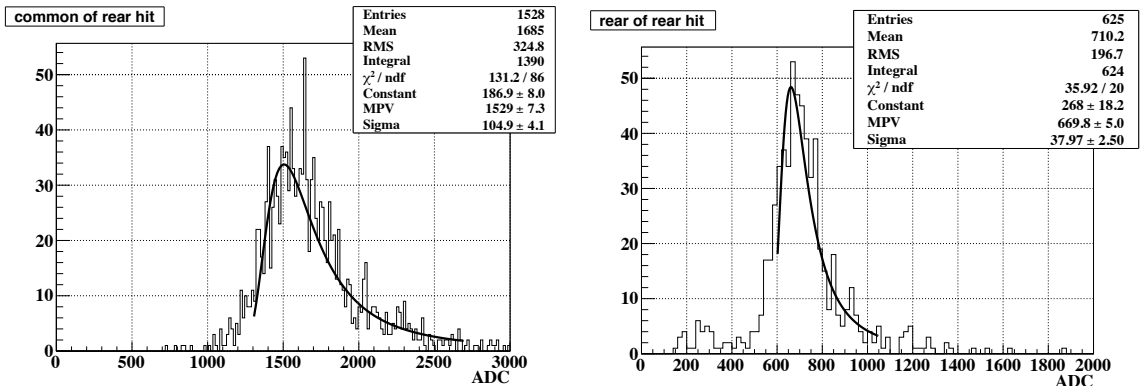 common of rear hit
Entries 1528
Mean 1685
RMS 324.8
Integral 1390
χ² / ndf 131.2 / 86
Constant 186.9 ± 8.0
MPV 1529 ± 7.3
Sigma 104.9 ± 4.1
50
40
30
20
10
0
0 500 1000 1500 2000 2500 3000
ADC
rear of rear hit
Entries 625
Mean 710.2
RMS 196.7
Integral 624
χ² / ndf 35.92 / 20
Constant 268 ± 18.2
MPV 669.8 ± 5.0
Sigma 37.97 ± 2.50
50
40
30
20
10
0
0 200 400 600 800 1000 1200 1400 1600 1800 2000
ADC